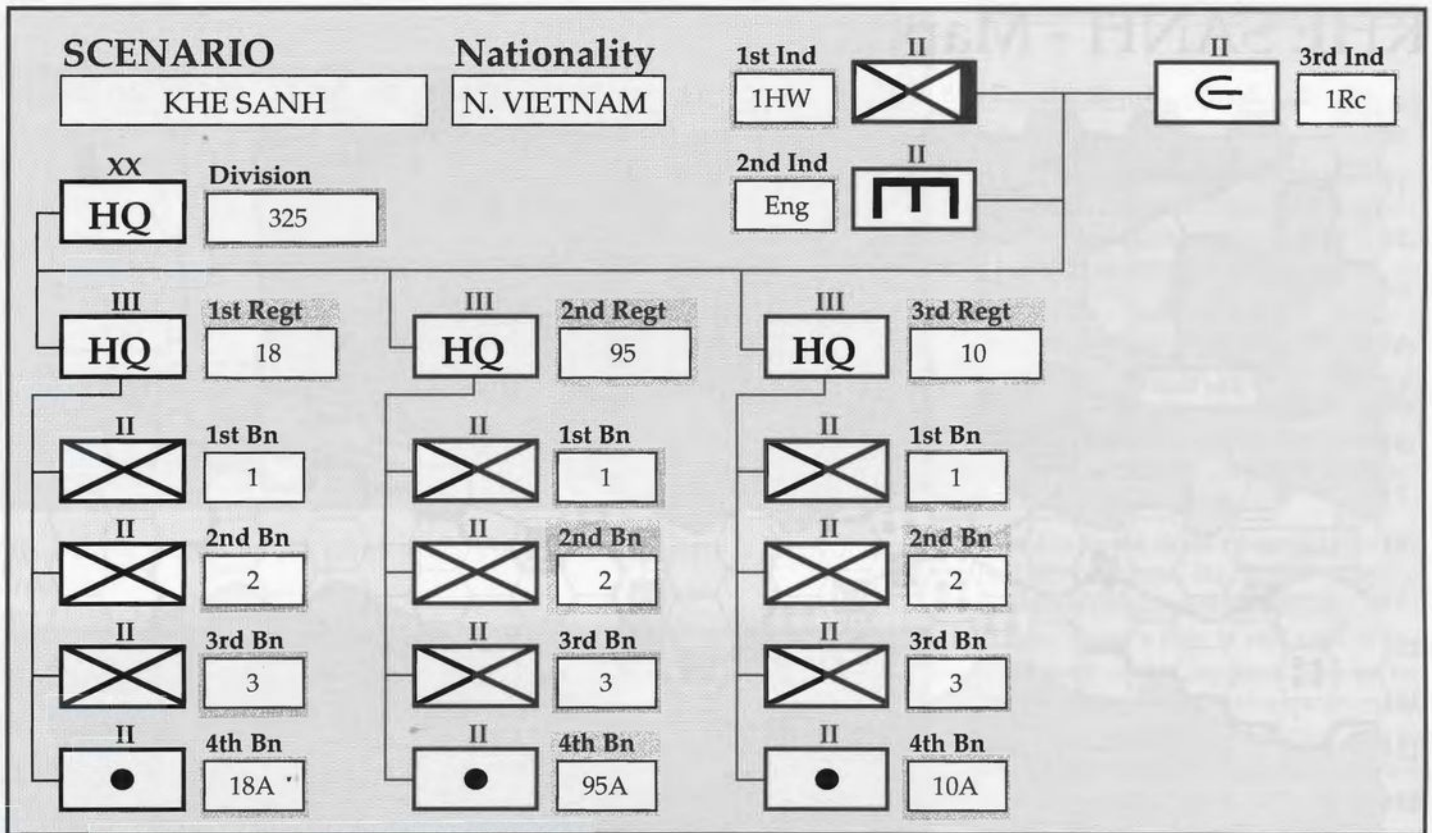 SCENARIO
KHE SANH
Nationality
N. VIETNAM
1st Ind
1HW
II
II
3rd Ind
1Rc
2nd Ind
Eng
II
XX
HQ
Division
325
III
HQ
1st Regt
18
III
HQ
2nd Regt
95
III
HQ
3rd Regt
10
II
1st Bn
1
II
1st Bn
1
II
1st Bn
1
II
2nd Bn
2
II
2nd Bn
2
II
2nd Bn
2
II
3rd Bn
3
II
3rd Bn
3
II
3rd Bn
3
II
4th Bn
18A
II
4th Bn
95A
II
4th Bn
10A
KHE SANH - Map